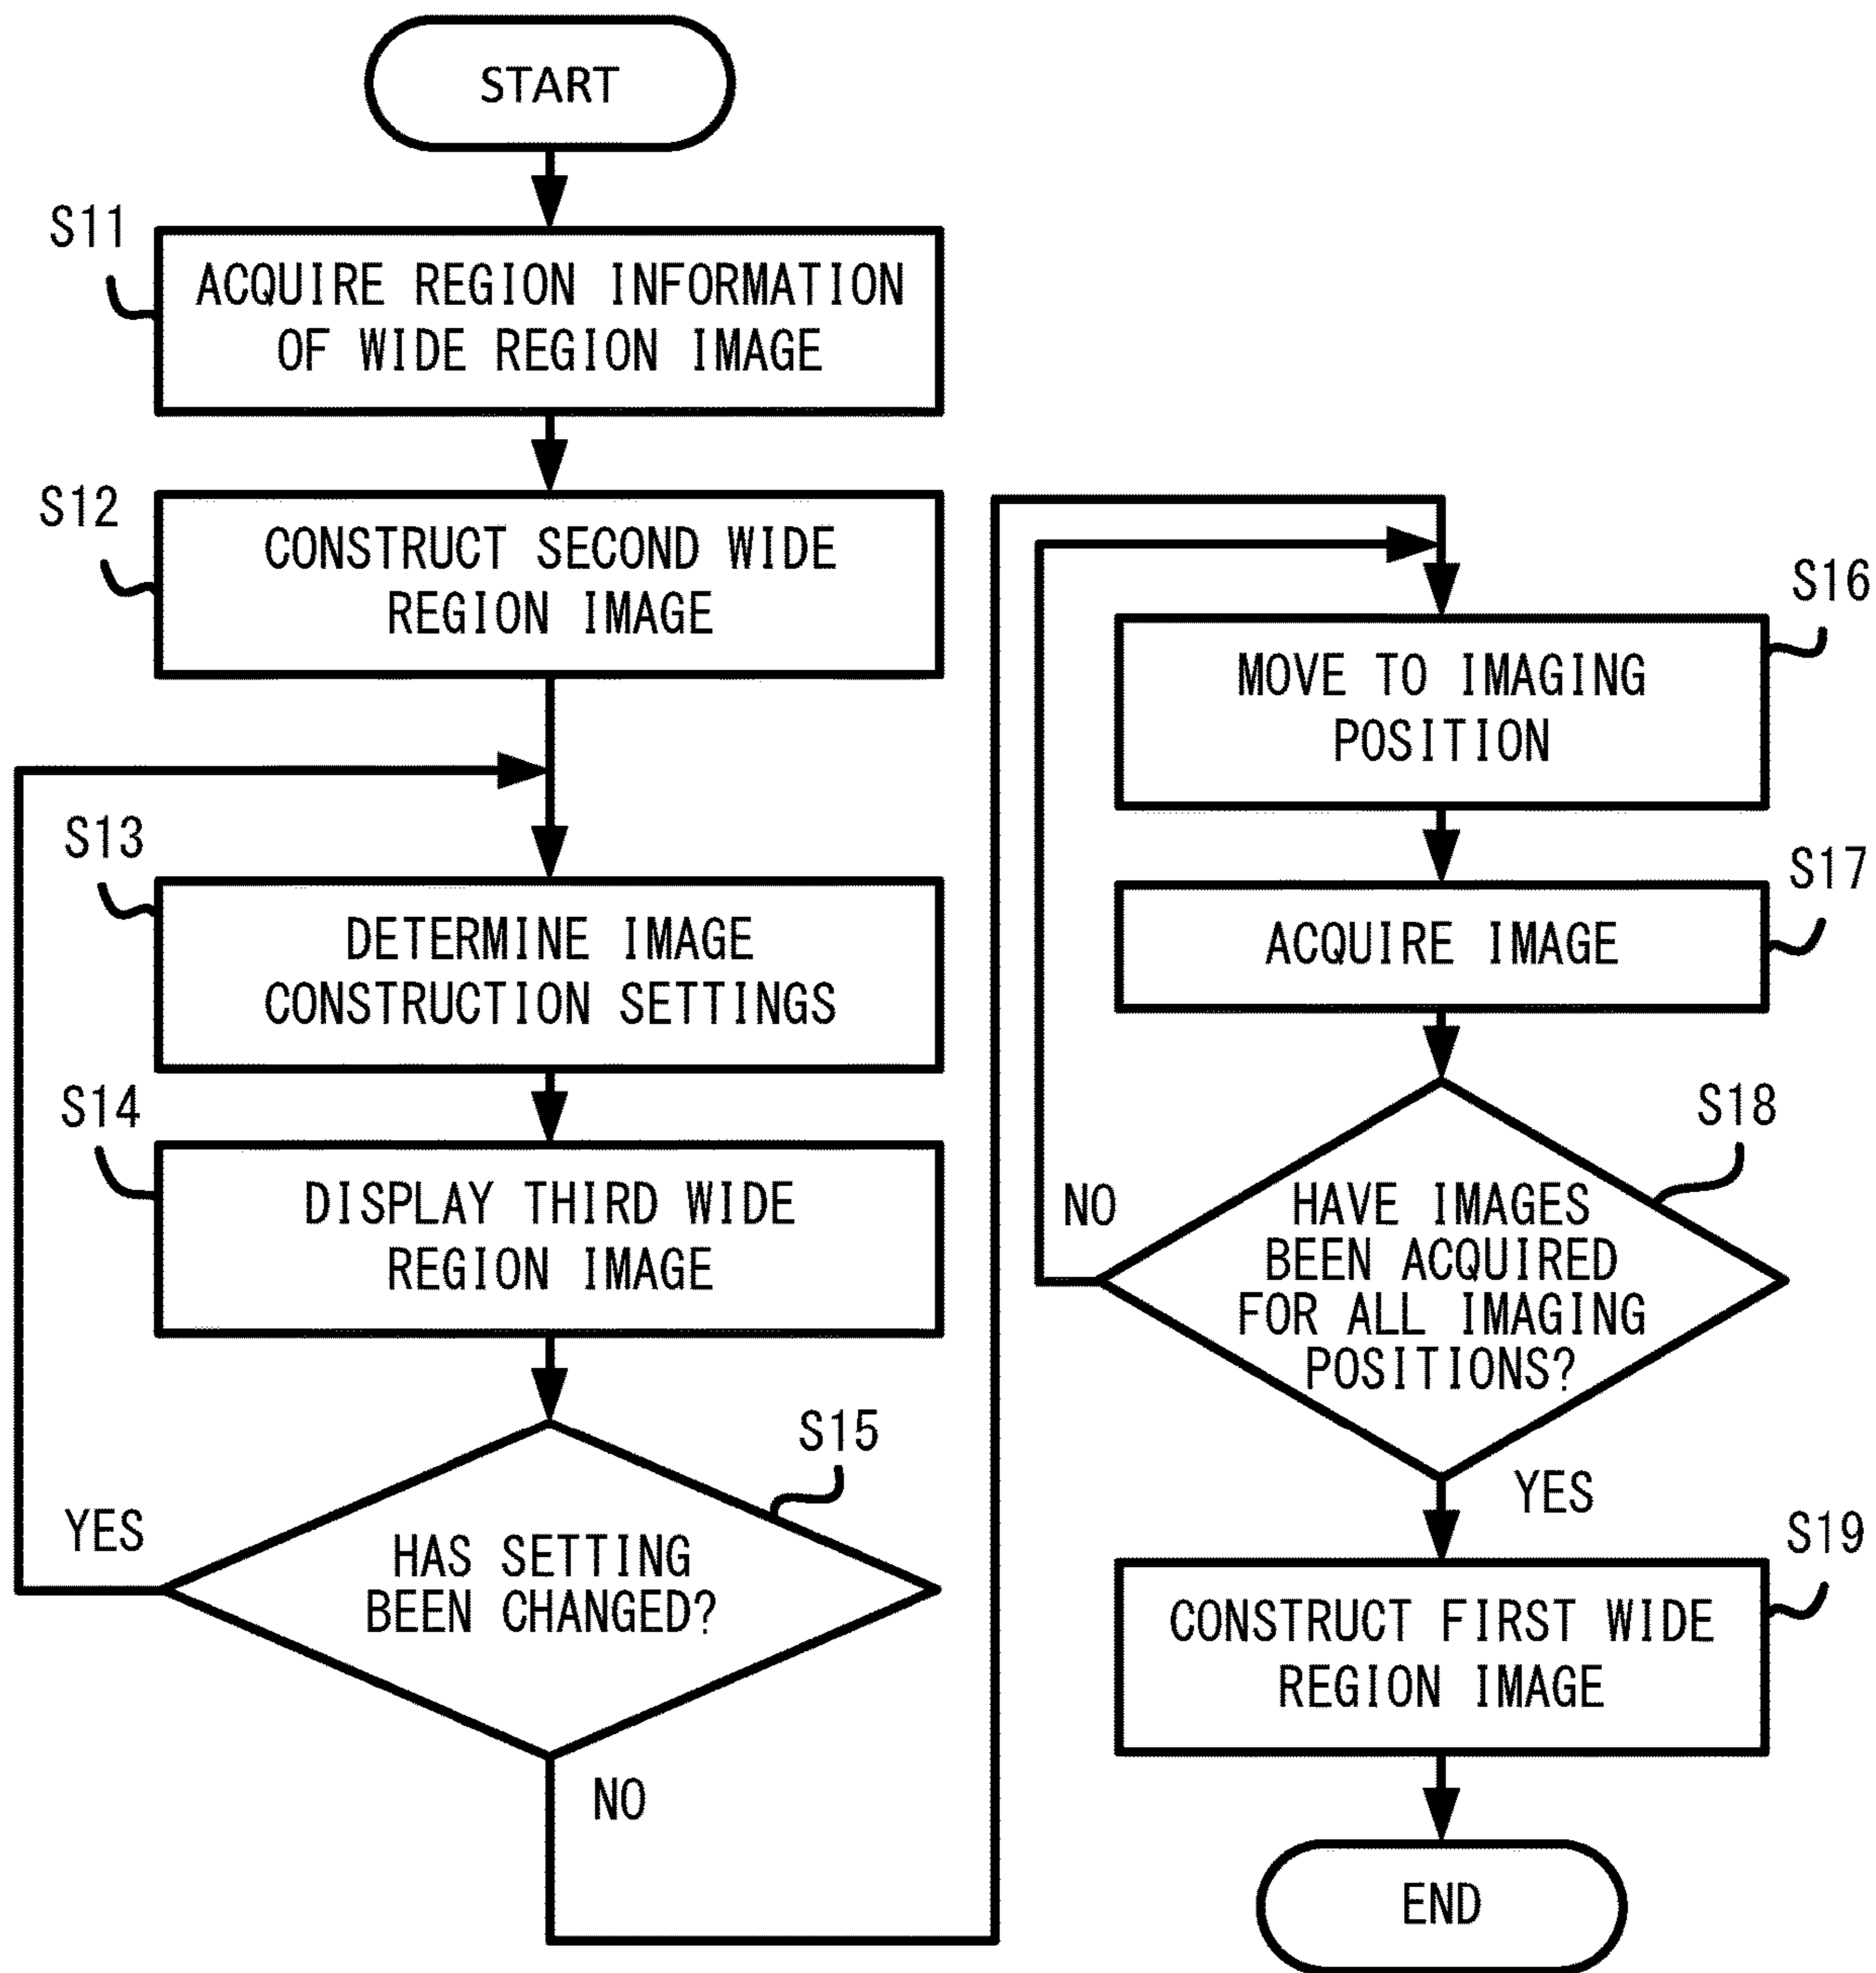 START
S11
ACQUIRE REGION INFORMATION
OF WIDE REGION IMAGE
S12
CONSTRUCT SECOND WIDE
REGION IMAGE
S13
DETERMINE IMAGE
CONSTRUCTION SETTINGS
S14
DISPLAY THIRD WIDE
REGION IMAGE
S15
HAS SETTING
BEEN CHANGED?
YES
NO
S16
MOVE TO IMAGING
POSITION
S17
ACQUIRE IMAGE
S18
HAVE IMAGES
BEEN ACQUIRED
FOR ALL IMAGING
POSITIONS?
NO
YES
S19
CONSTRUCT FIRST WIDE
REGION IMAGE
END